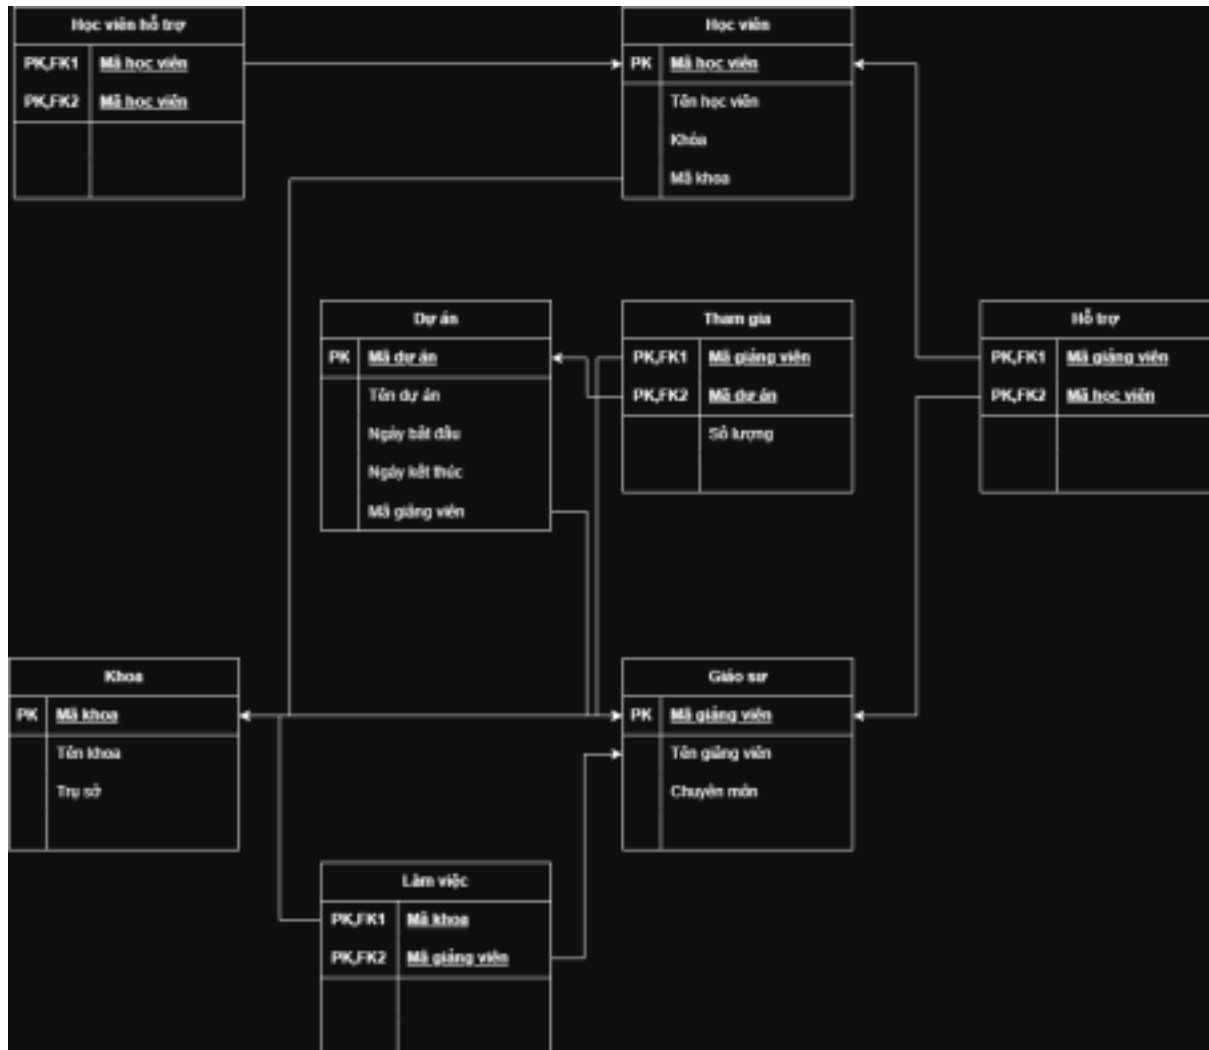 Học viên hỗ trợ
PK,FK1 Mã học viên
PK,FK2 Mã học viên
Học viên
PK Mã học viên
Tên học viên
Khóa
Mã khoa
Dự án
PK Mã dự án
Tên dự án
Ngày bắt đầu
Ngày kết thúc
Mã giảng viên
Tham gia
PK,FK1 Mã giảng viên
PK,FK2 Mã dự án
Số lượng
Hỗ trợ
PK,FK1 Mã giảng viên
PK,FK2 Mã học viên
Khoa
PK Mã khoa
Tên khoa
Trụ sở
Giáo sư
PK Mã giảng viên
Tên giảng viên
Chuyên môn
Làm việc
PK,FK1 Mã khoa
PK,FK2 Mã giảng viên